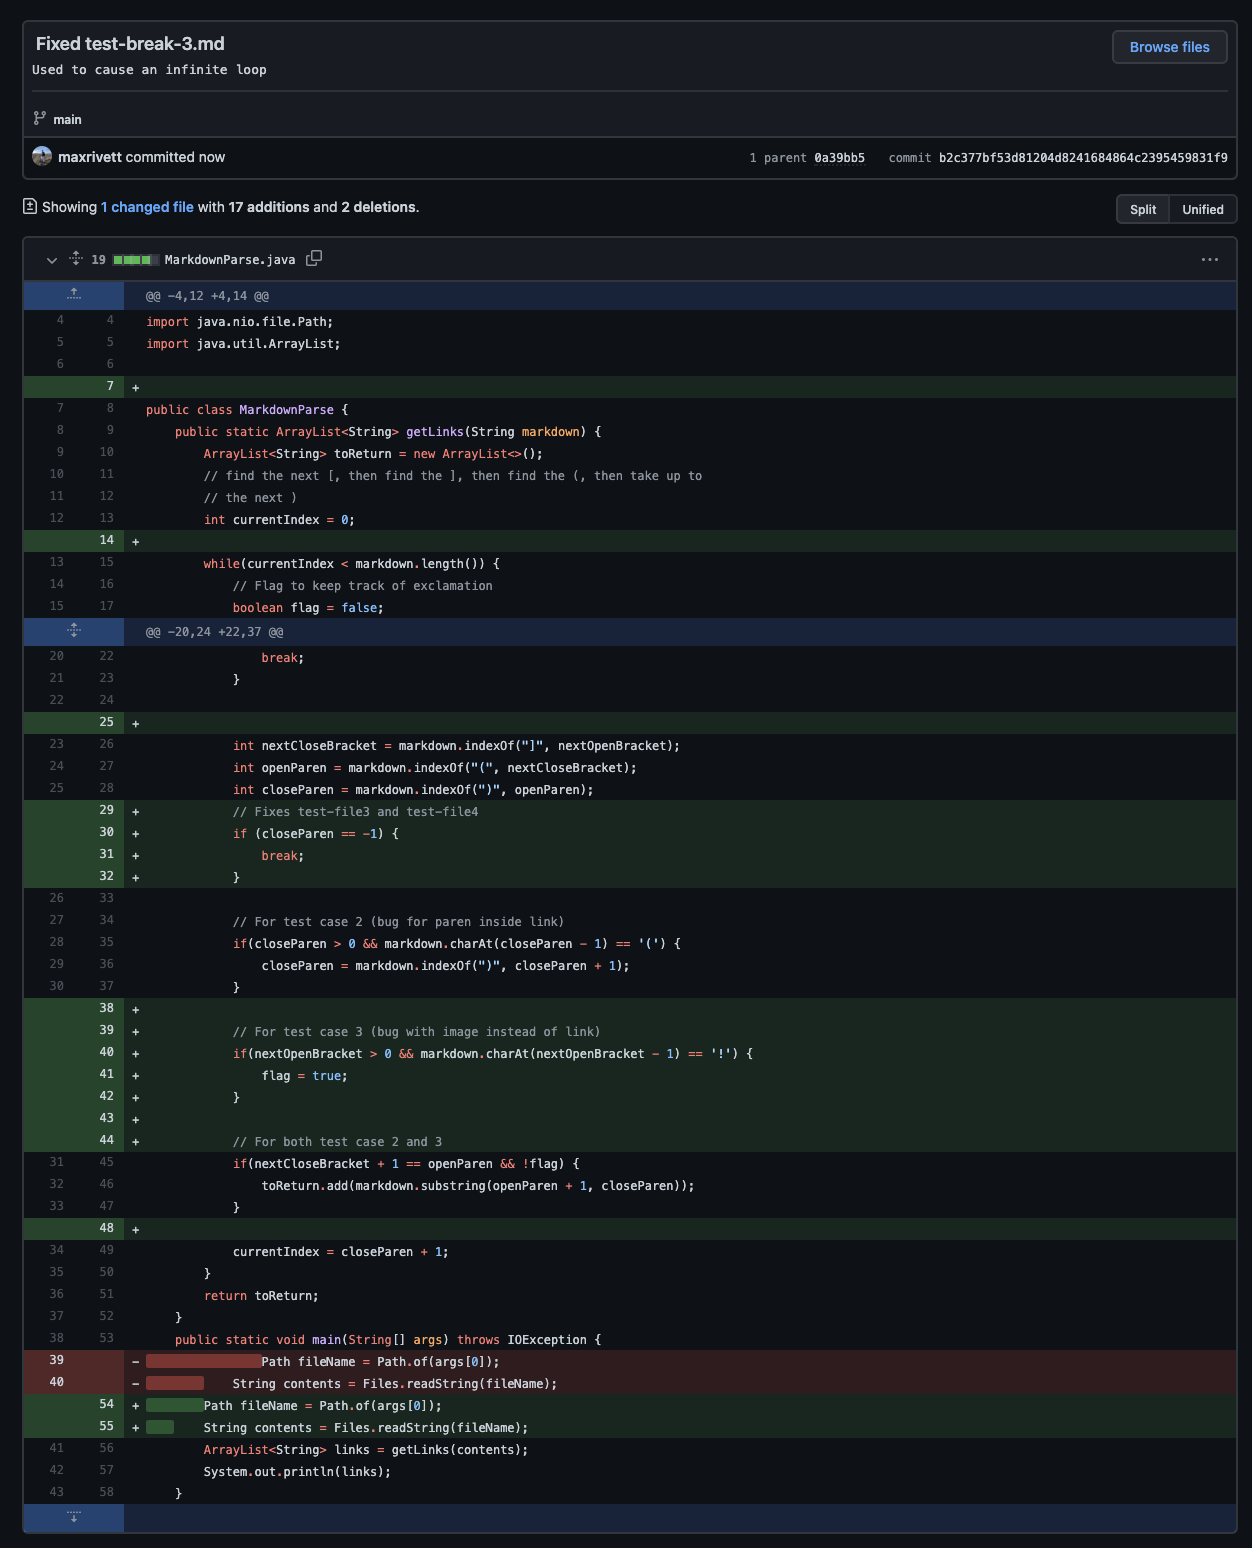 Fixed test-break-3.md
Browse files
Used to cause an infinite loop
main
maxrivett committed now
1 parent 0a39bb5 commit b2c377bf53d81204d8241684864c2395459831f9
Showing 1 changed file with 17 additions and 2 deletions.
Split Unified
19 MarkdownParse.java
@@ -4,12 +4,14 @@
4 4 import java.nio.file.Path;
5 5 import java.util.ArrayList;
6 6
7 +
7 8 public class MarkdownParse {
8 9 public static ArrayList<String> getLinks(String markdown) {
9 10 ArrayList<String> toReturn = new ArrayList<>();
10 11 // find the next [, then find the ], then find the (, then take up to
11 12 // the next )
12 13 int currentIndex = 0;
14 +
13 15 while(currentIndex < markdown.length()) {
14 16 // Flag to keep track of exclamation
15 17 boolean flag = false;
@@ -20,24 +22,37 @@
20 22 break;
21 23 }
22 24
25 +
23 26 int nextCloseBracket = markdown.indexOf("]", nextOpenBracket);
24 27 int openParen = markdown.indexOf("(", nextCloseBracket);
25 28 int closeParen = markdown.indexOf(")", openParen);
29 + // Fixes test-file3 and test-file4
30 + if (closeParen == -1) {
31 + break;
32 + }
26 33
27 34 // For test case 2 (bug for paren inside link)
28 35 if(closeParen > 0 && markdown.charAt(closeParen - 1) == '(') {
29 36 closeParen = markdown.indexOf(")", closeParen + 1);
30 37 }
38 +
39 + // For test case 3 (bug with image instead of link)
40 + if(nextOpenBracket > 0 && markdown.charAt(nextOpenBracket - 1) == '!') {
41 + flag = true;
42 + }
43 +
44 + // For both test case 2 and 3
31 45 if(nextCloseBracket + 1 == openParen && !flag) {
32 46 toReturn.add(markdown.substring(openParen + 1, closeParen));
33 47 }
48 +
34 49 currentIndex = closeParen + 1;
35 50 }
36 51 return toReturn;
37 52 }
38 53 public static void main(String[] args) throws IOException {
39 - Path fileName = Path.of(args[0]);
40 - String contents = Files.readString(fileName);
54 + Path fileName = Path.of(args[0]);
55 + String contents = Files.readString(fileName);
41 56 ArrayList<String> links = getLinks(contents);
42 57 System.out.println(links);
43 58 }